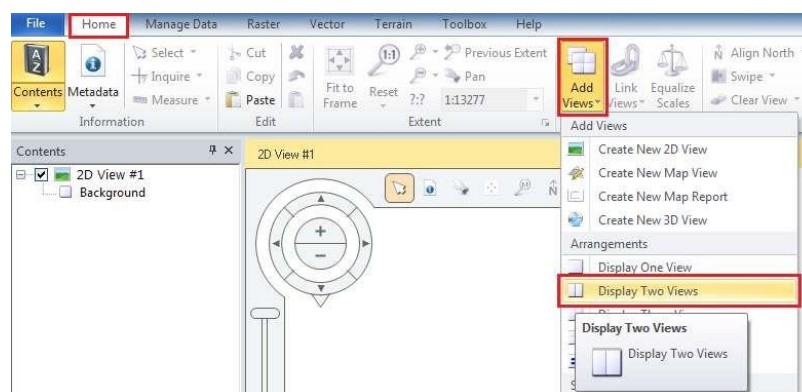 File Home Manage Data Raster Vector Terrain Toolbox Help
Select Cut Previous Extent Align North
Inquire Copy Pan Swipe
Contents Metadata Measure Paste Fit to Frame Reset ?:? 1:13277 Add Views Link Views Equalize Scales Clear View
Information Edit Extent Add Views
Contents 2D View #1 Create New 2D View
2D View #1 Create New Map View
Background Create New Map Report
Create New 3D View
Arrangements
Display One View
Display Two Views
Display Two Views
Display Two Views